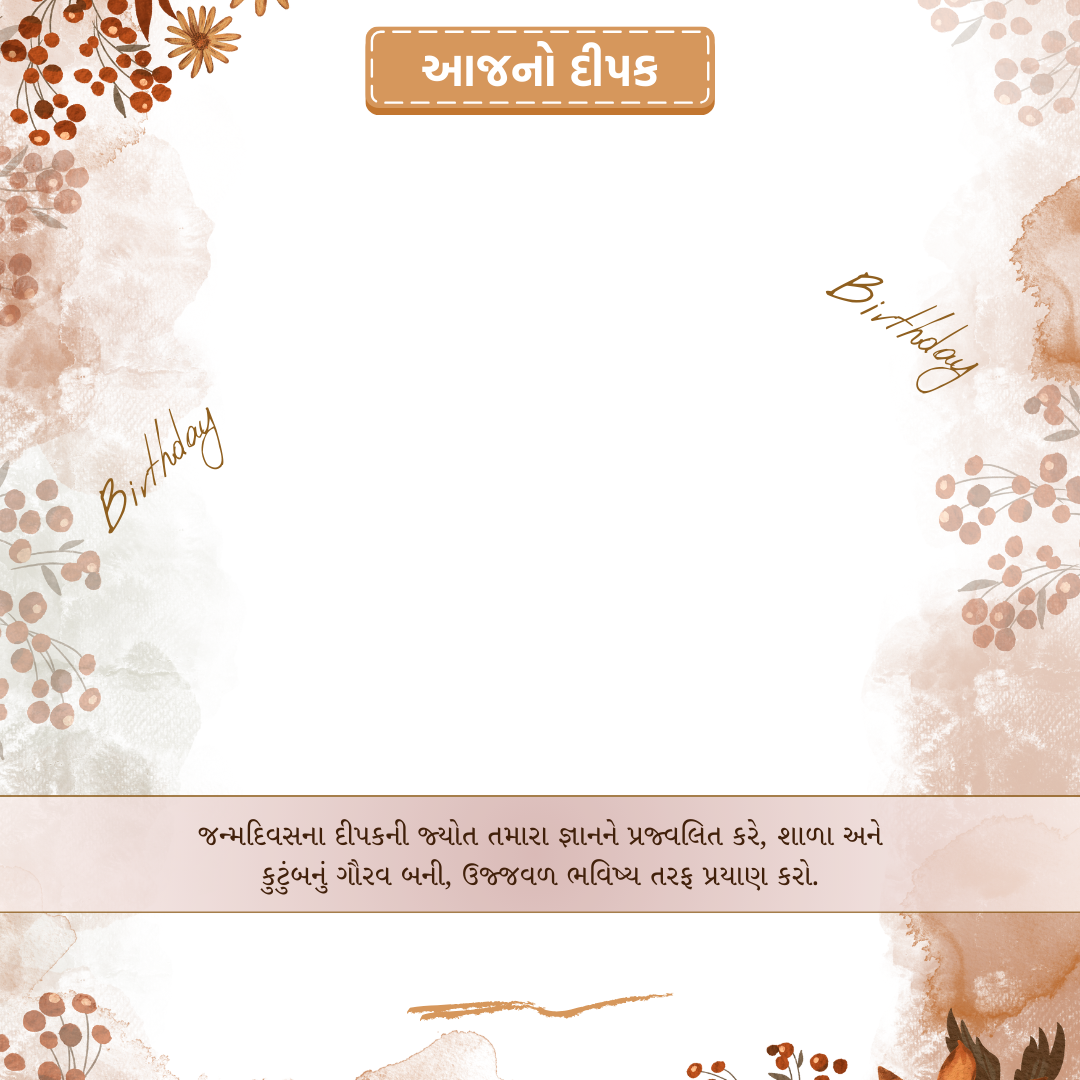 આજનો દીપક
Birthday
Birthday
જન્મદિવસના દીપકની જ્યોત તમારા જ્ઞાનને પ્રજ્વલિત કરે, શાળા અને
કુટુંબનું ગૌરવ બની, ઉજ્જવળ ભવિષ્ય તરફ પ્રયાણ કરો.